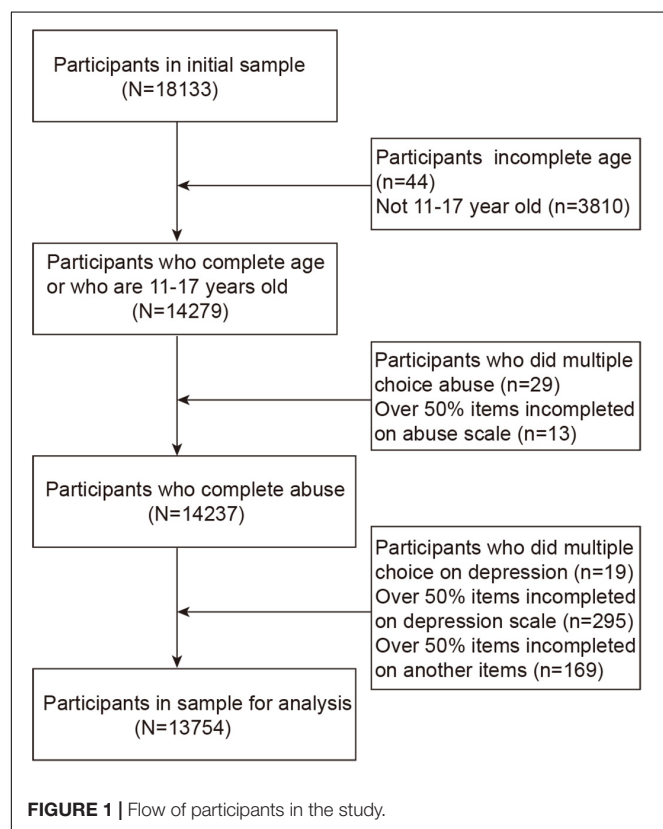 Participants in initial sample
(N=18133)
Participants incomplete age
(n=44)
Not 11-17 year old (n=3810)
Participants who complete age
or who are 11-17 years old
(N=14279)
Participants who did multiple
choice abuse (n=29)
Over 50% items incompleted
on abuse scale (n=13)
Participants who complete abuse
(N=14237)
Participants who did multiple
choice on depression (n=19)
Over 50% items incompleted
on depression scale (n=295)
Over 50% items incompleted
on another items (n=169)
Participants in sample for analysis
(N=13754)
FIGURE 1 | Flow of participants in the study.